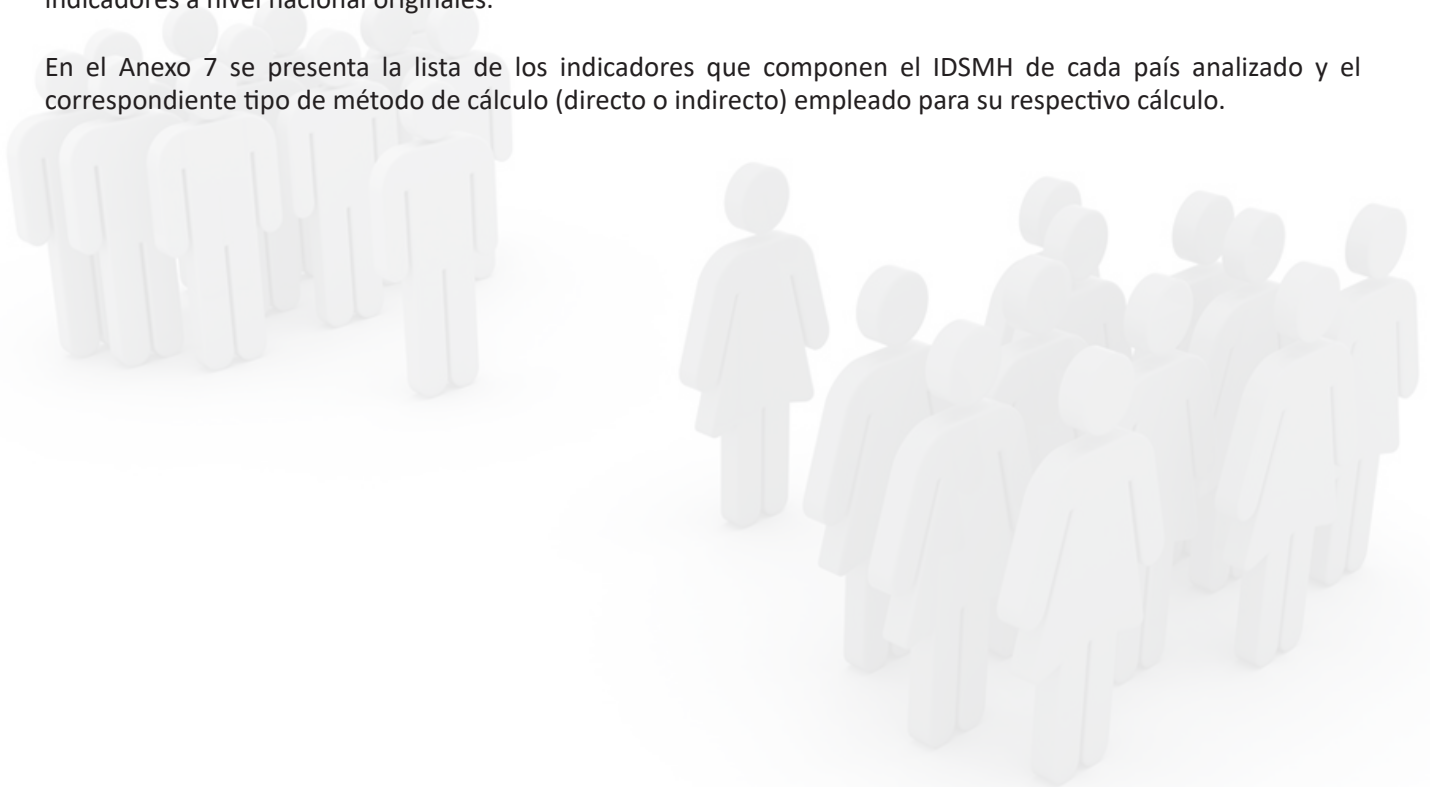 indicadores a nivel nacional originales.
En el Anexo 7 se presenta la lista de los indicadores que componen el IDSMH de cada país analizado y el
correspondiente tipo de método de cálculo (directo o indirecto) empleado para su respectivo cálculo.